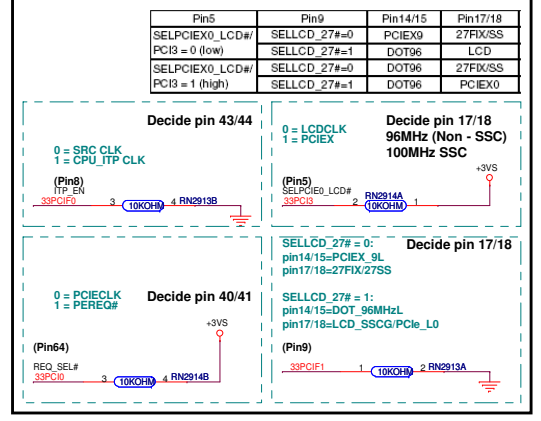 Pin5 Pin9 Pin14/15 Pin17/18
SELPCIEX0_LCD#/ SELLCD_27#=0 PCIEX9 27FIX/SS
PCI3 = 0 (low) SELLCD_27#=1 DOT96 LCD
SELPCIEX0_LCD#/ SELLCD_27#=0 DOT96 27FIX/SS
PCI3 = 1 (high) SELLCD_27#=1 DOT96 PCIEX0
Decide pin 43/44
0 = SRC CLK
1 = CPU_ITP CLK
(Pin8)
ITP_EN
33PCIF0 3 10KOHM 4 RN2913B
0 = LCDCLK
1 = PCIEX
Decide pin 17/18
96MHz (Non - SSC)
100MHz SSC
+3VS
(Pin5)
SELPCIE0_LCD#
33PCI3 2 10KOHM 1
RN2914A
0 = PCIECLK
1 = PEREQ#
Decide pin 40/41
+3VS
(Pin64)
REQ_SEL#
33PCI0 3 10KOHM 4 RN2914B
SELLCD_27# = 0:
pin14/15=PCIEX_9L
pin17/18=27FIX/27SS
Decide pin 17/18
SELLCD_27# = 1:
pin14/15=DOT_96MHzL
pin17/18=LCD_SSCG/PCIe_L0
(Pin9)
33PCIF1 1 10KOHM 2 RN2913A